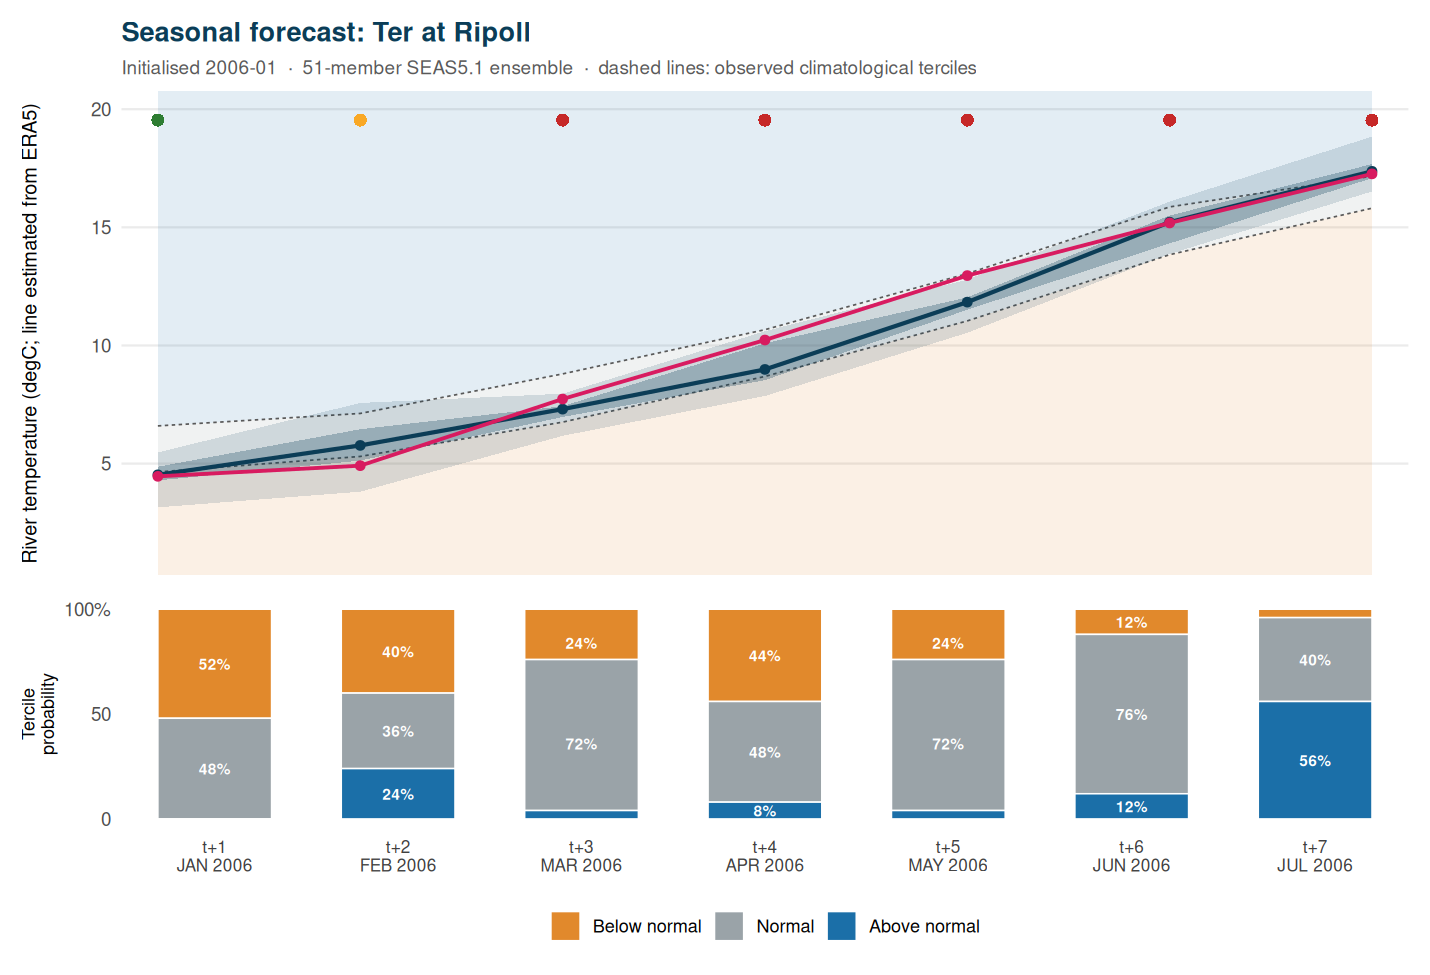 Seasonal forecast: Ter at Ripoll
Initialised 2006-01 · 51-member SEAS5.1 ensemble · dashed lines: observed climatological terciles
River temperature (degC; line estimated from ERA5)
20
15
10
5
Tercile
probability
100%
50
0
52%
48%
40%
36%
24%
24%
72%
44%
48%
8%
24%
72%
12%
76%
12%
40%
56%
t+1
JAN 2006
t+2
FEB 2006
t+3
MAR 2006
t+4
APR 2006
t+5
MAY 2006
t+6
JUN 2006
t+7
JUL 2006
Below normal
Normal
Above normal